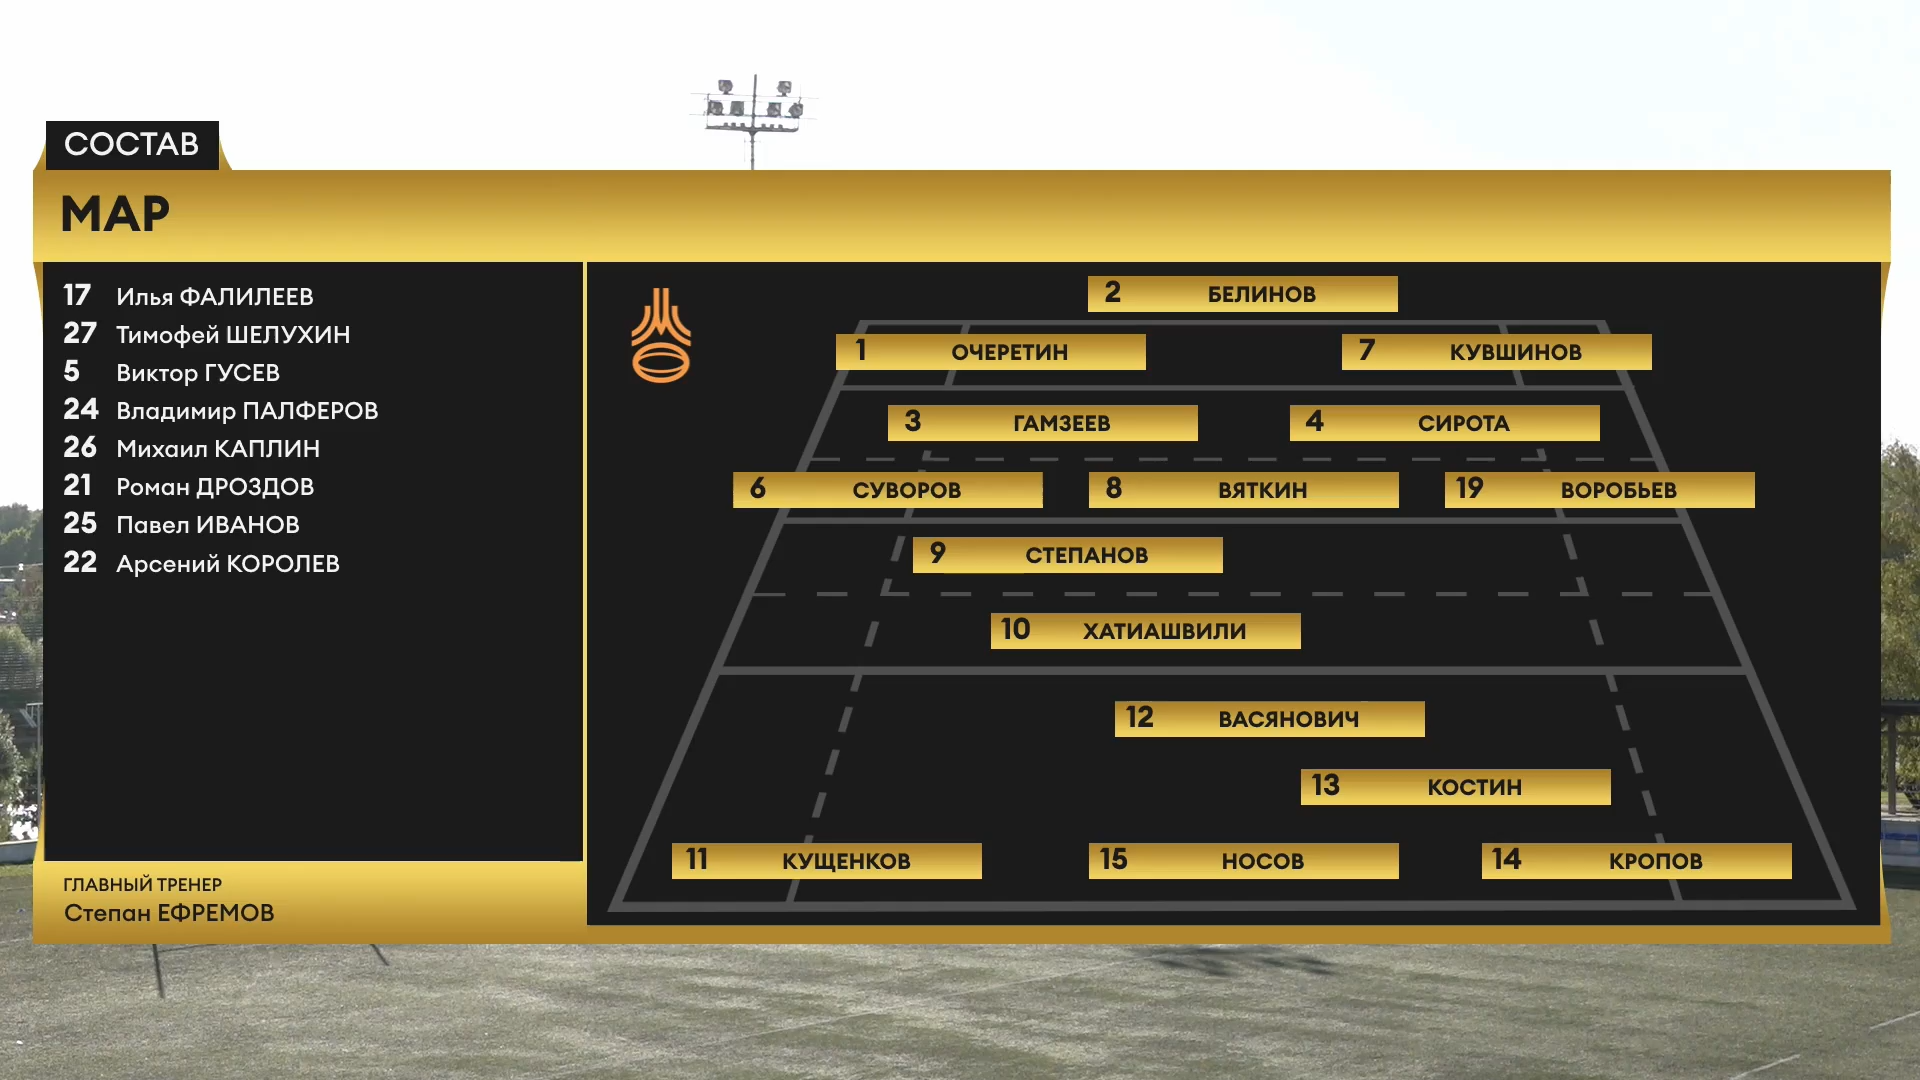 СОСТАВ
МАР
17 Илья ФАЛИЛЕЕВ
27 Тимофей ШЕЛУХИН
5 Виктор ГУСЕВ
24 Владимир ПАЛФЕРОВ
26 Михаил КАПЛИН
21 Роман ДРОЗДОВ
25 Павел ИВАНОВ
22 Арсений КОРОЛЕВ
ГЛАВНЫЙ ТРЕНЕР
Степан ЕФРЕМОВ
2 БЕЛИНОВ
1 ОЧЕРЕТИН
7 КУВШИНОВ
3 ГАМЗЕЕВ
4 СИРОТА
6 СУВОРОВ
8 ВЯТКИН
19 ВОРОБЬЕВ
9 СТЕПАНОВ
10 ХАТИАШВИЛИ
12 ВАСЯНОВИЧ
13 КОСТИН
11 КУЩЕНКОВ
15 НОСОВ
14 КРОПОВ